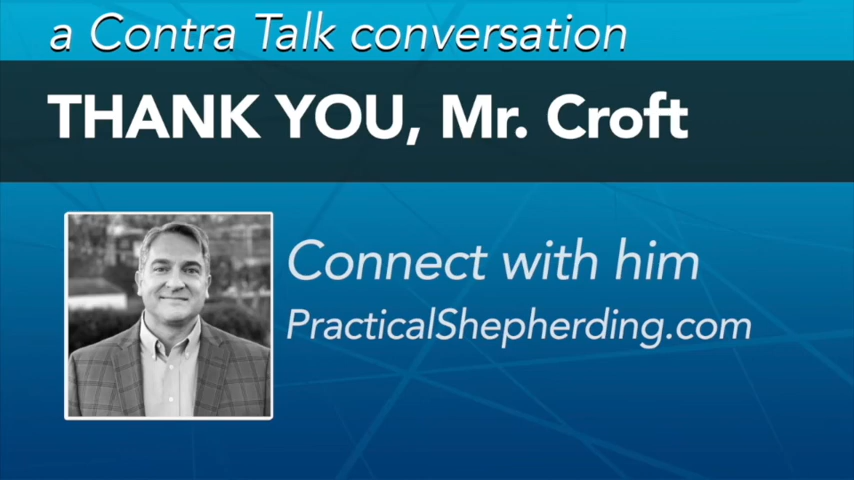 a Contra Talk conversation
THANK YOU, Mr. Croft
Connect with him
PracticalShepherding.com